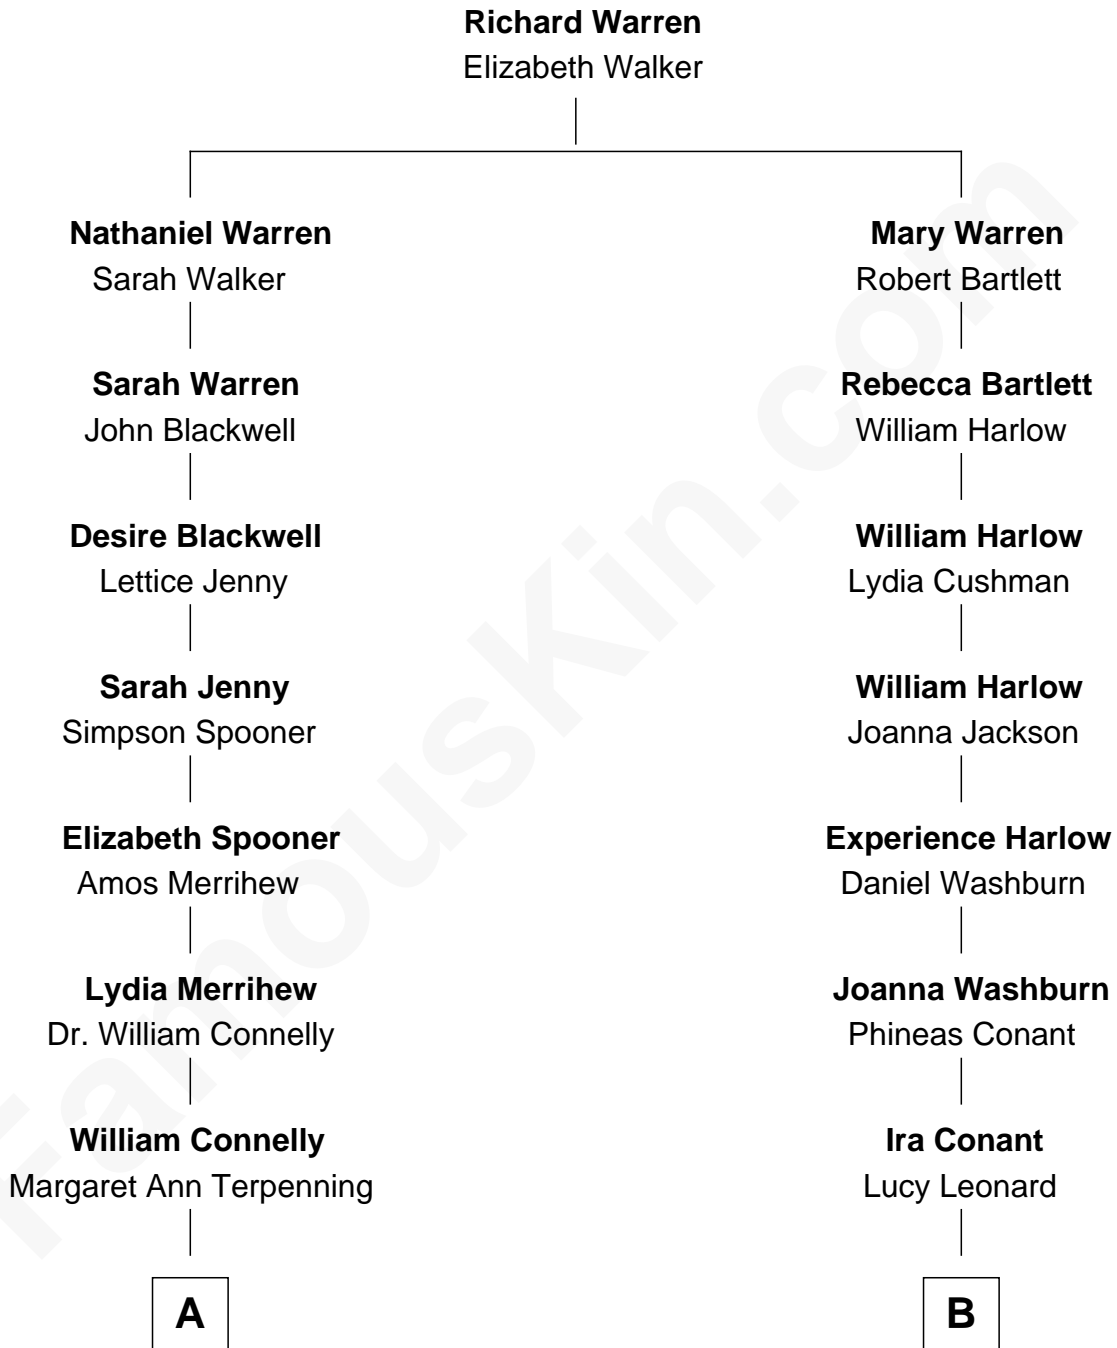 Richard Warren
Elizabeth Walker
Nathaniel Warren
Sarah Walker
Mary Warren
Robert Bartlett
Sarah Warren
John Blackwell
Rebecca Bartlett
William Harlow
Desire Blackwell
Lettice Jenny
William Harlow
Lydia Cushman
Sarah Jenny
Simpson Spooner
William Harlow
Joanna Jackson
Elizabeth Spooner
Amos Merrihew
Experience Harlow
Daniel Washburn
Lydia Merrihew
Dr. William Connelly
Joanna Washburn
Phineas Conant
William Connelly
Margaret Ann Terpenning
Ira Conant
Lucy Leonard
A
B
FamousKin.com